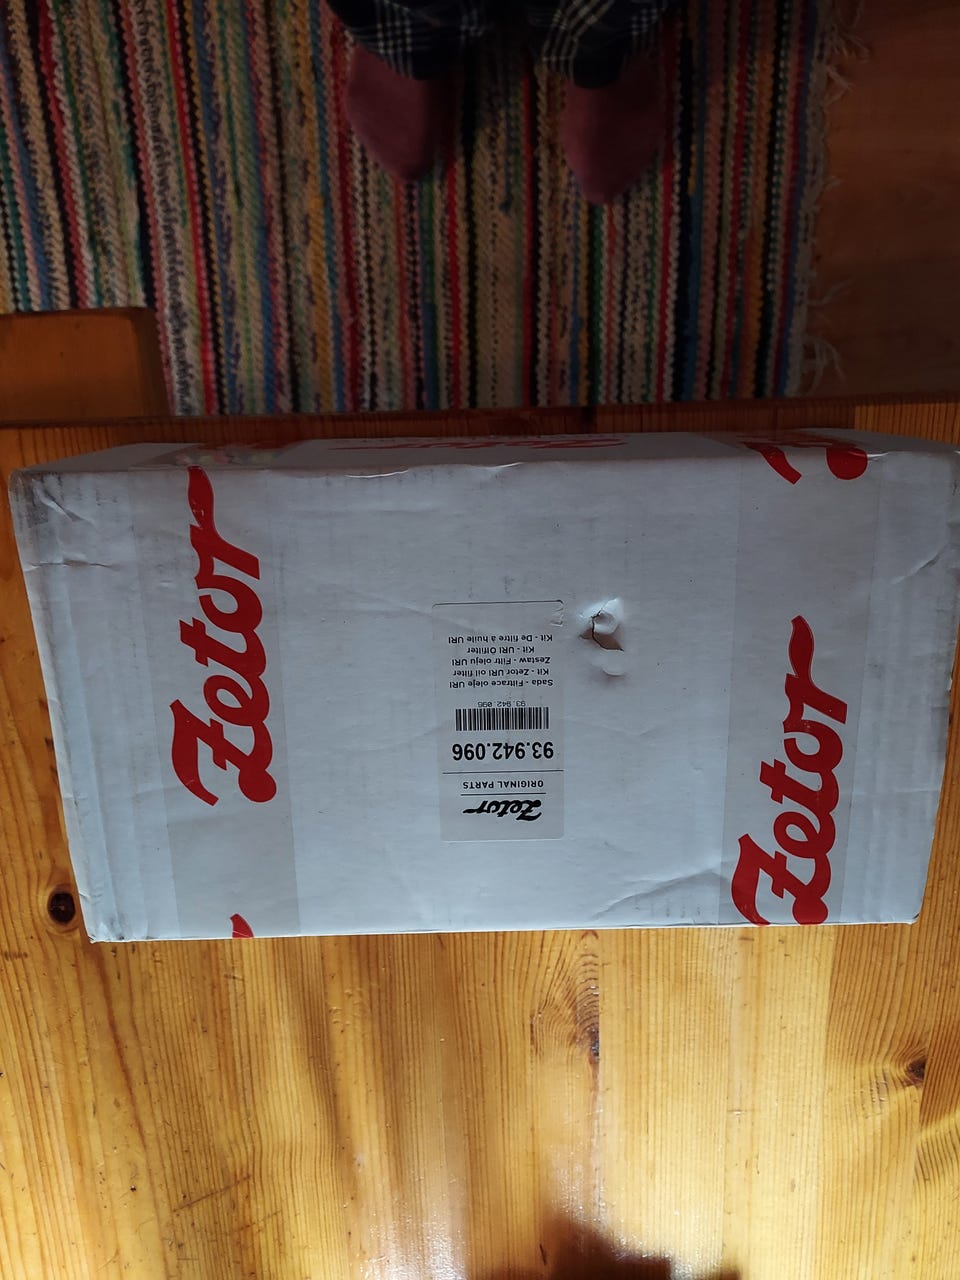 Zetor
Zetor
Zetor
ORIGINAL PARTS
93.942.096
93.942.096
Sada - Filtrace oleje URI
Kit - Zetor URI oil filter
Zestaw - Filtr oleju URI
Kit - URI Ölfilter
Kit - De filtre à huile URI